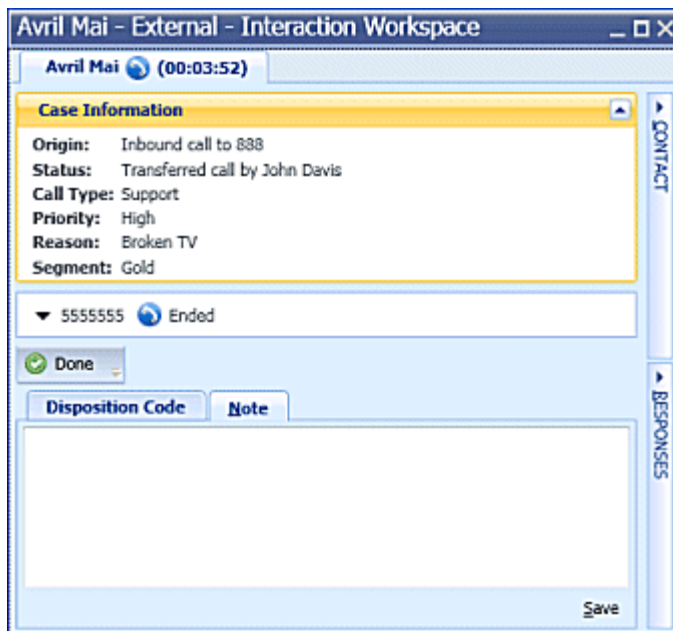 Avril Mai - External - Interaction Workspace
Avril Mai (00:03:52)
Case Information
Origin: Inbound call to 888
Status: Transferred call by John Davis
Call Type: Support
Priority: High
Reason: Broken TV
Segment: Gold
5555555 Ended
Done
Disposition Code Note
Save
CONTACT
RESPONSES